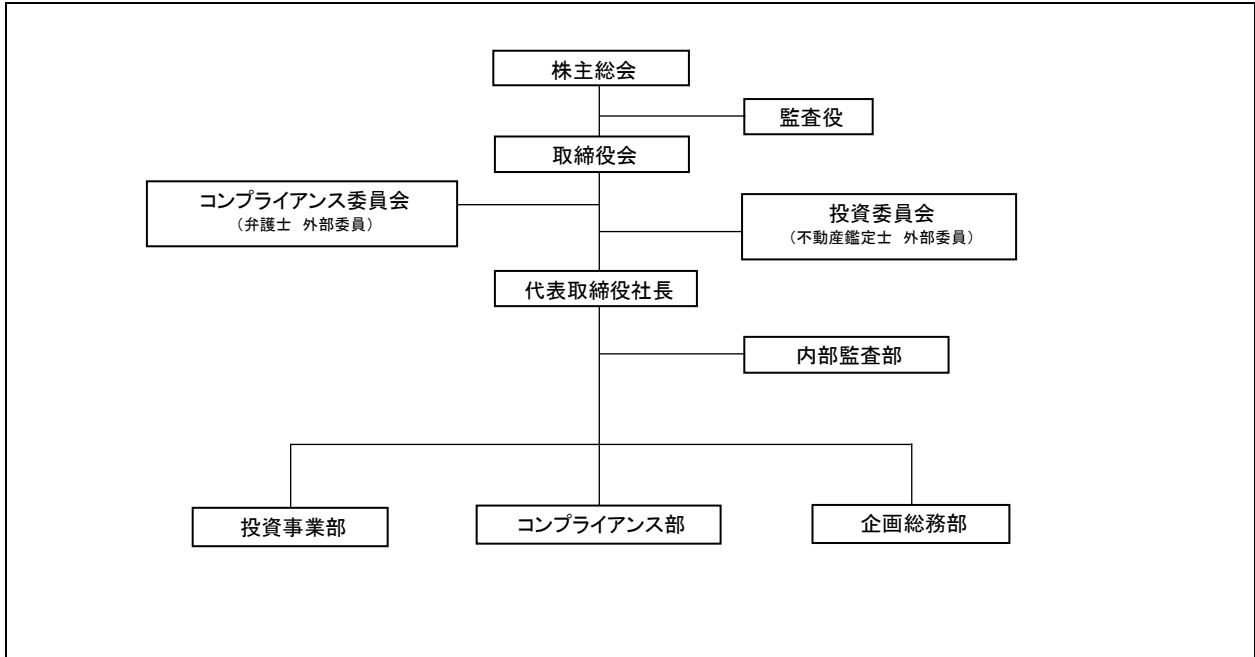 株主総会
監査役
取締役会
コンプライアンス委員会
（弁護士　外部委員）
投資委員会
（不動産鑑定士　外部委員）
代表取締役社長
内部監査部
投資事業部
コンプライアンス部
企画総務部